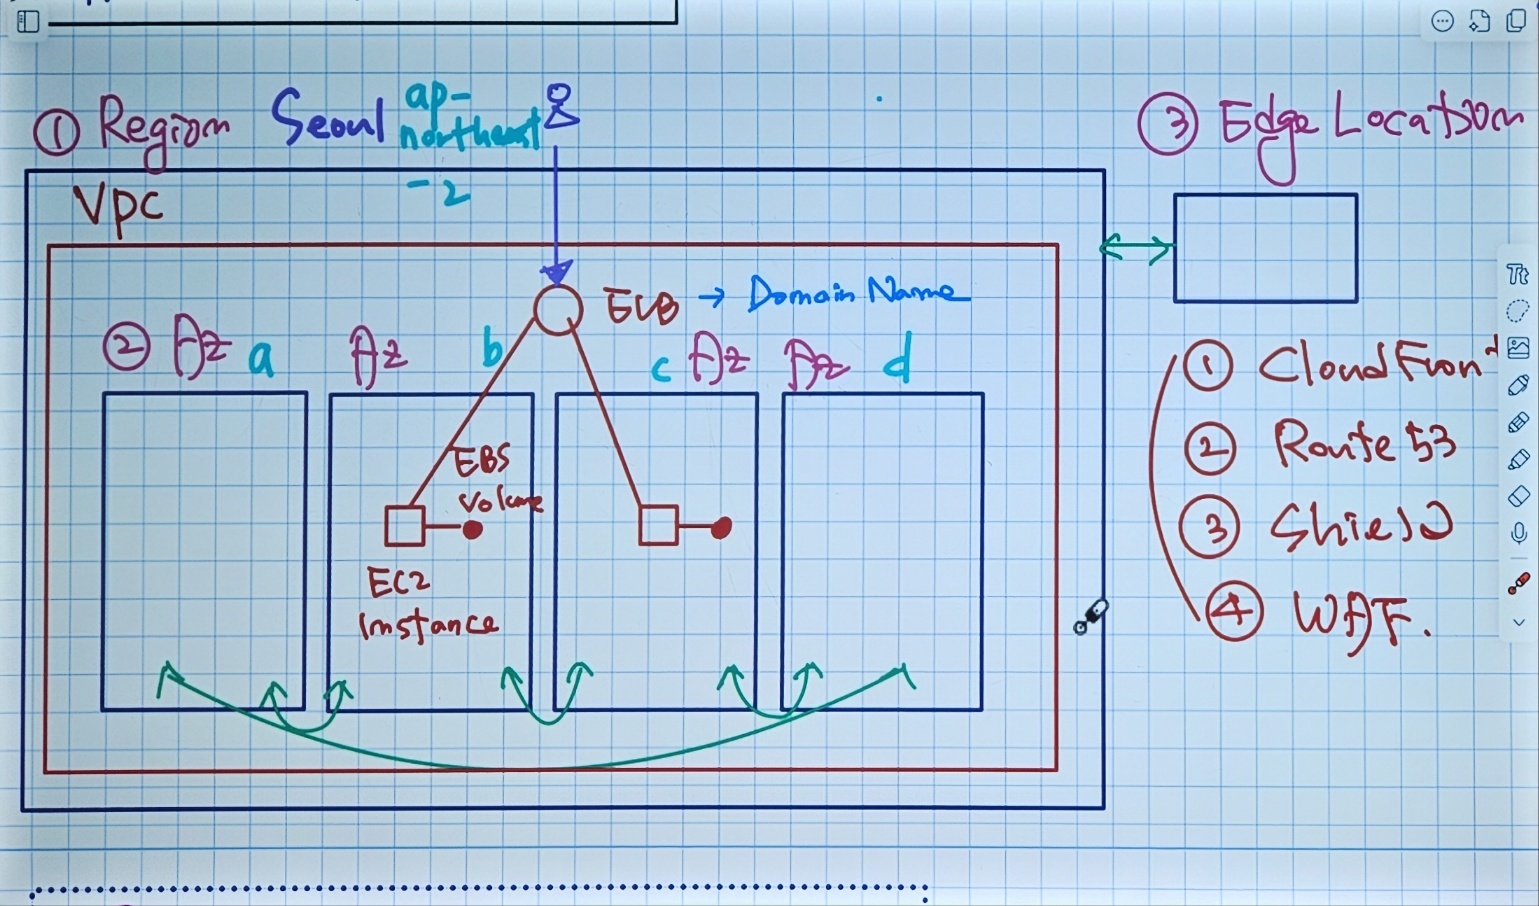 ① Region Seoul ap-
northeast
-2
③ Edge Location
VPC
ELB → Domain Name
② AZ a AZ b c AZ AZ d
① CloudFront
EBS
Volume
② Route 53
③ Shield
EC2
Instance
④ WAF.
Tt